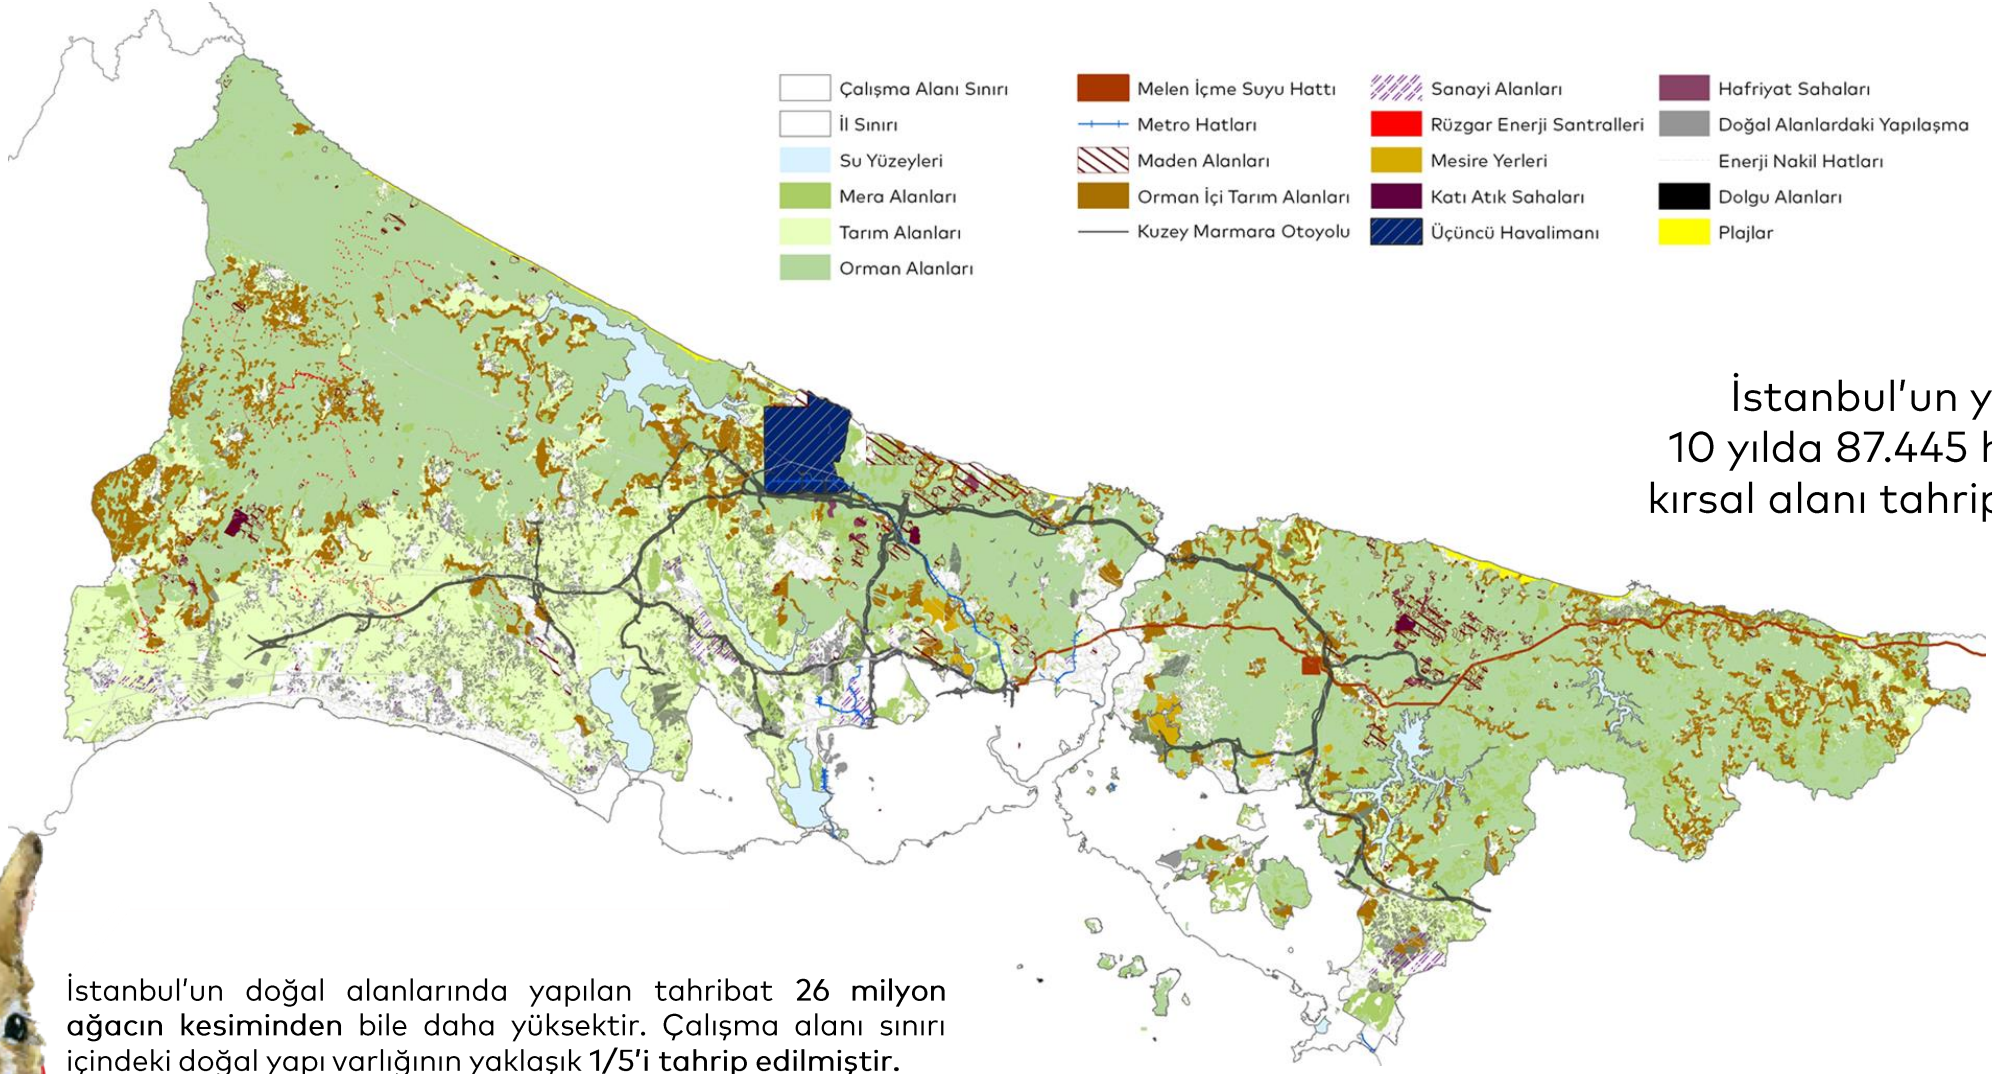 Çalışma Alanı Sınırı
İl Sınırı
Su Yüzeyleri
Mera Alanları
Tarım Alanları
Orman Alanları
Melen İçme Suyu Hattı
Metro Hatları
Maden Alanları
Orman İçi Tarım Alanları
Kuzey Marmara Otoyolu
Sanayi Alanları
Rüzgar Enerji Santralleri
Mesire Yerleri
Katı Atık Sahaları
Üçüncü Havalimanı
Hafriyat Sahaları
Doğal Alanlardaki Yapılaşma
Enerji Nakil Hatları
Dolgu Alanları
Plajlar
İstanbul'un y
10 yılda 87.445 h
kırsal alanı tahrip
İstanbul'un doğal alanlarında yapılan tahribat 26 milyon
ağacın kesiminden bile daha yüksektir. Çalışma alanı sınırı
içindeki doğal yapı varlığının yaklaşık 1/5'i tahrip edilmiştir.